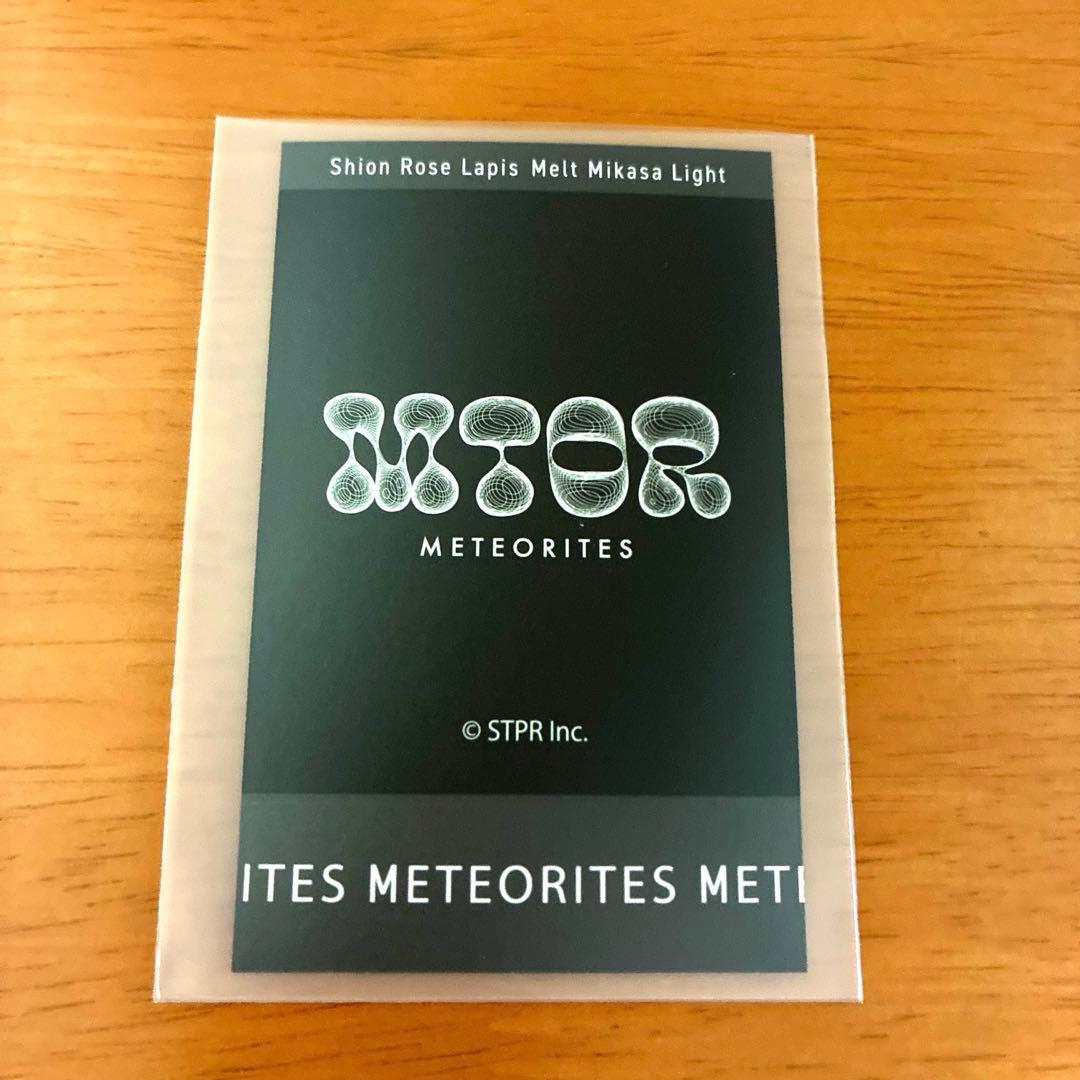 Shion Rose Lapis Melt Mikasa Light
MTOR
METEORITES
© STPR Inc.
ITES METEORITES METE